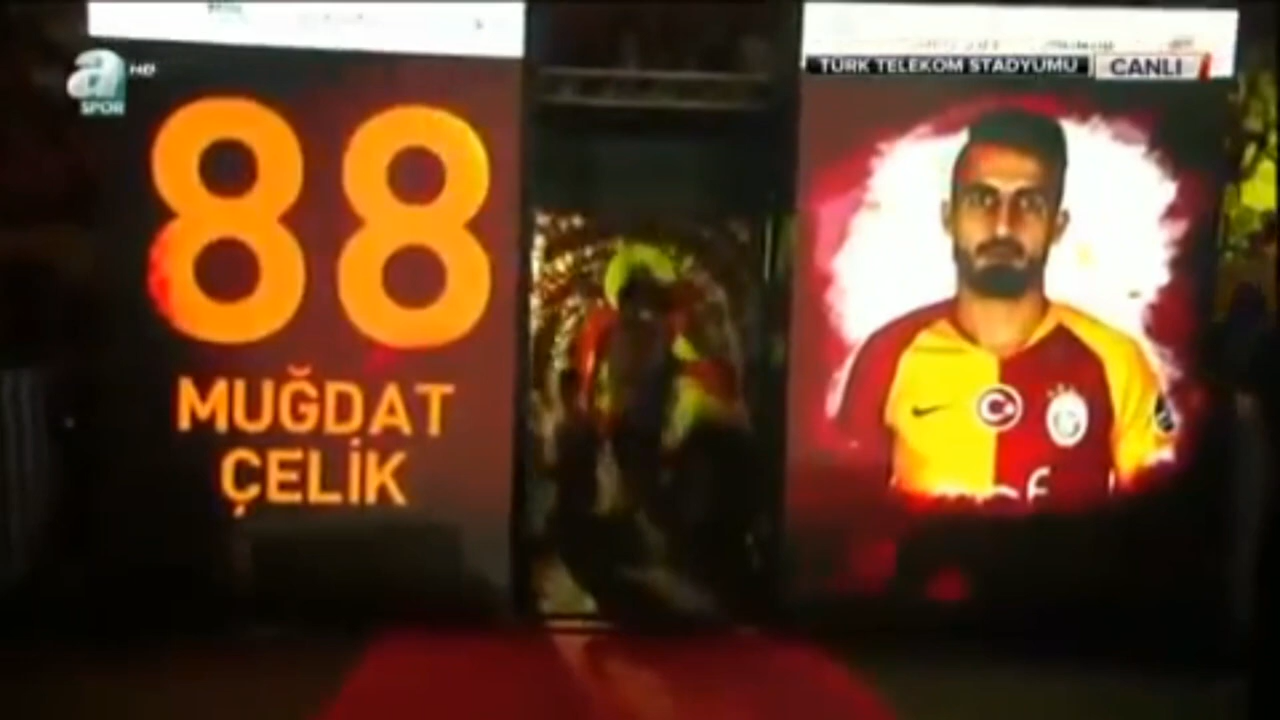 a HD
SPOR
TÜRK TELEKOM STADYUMU
CANLI
88
MUĞDAT
ÇELİK